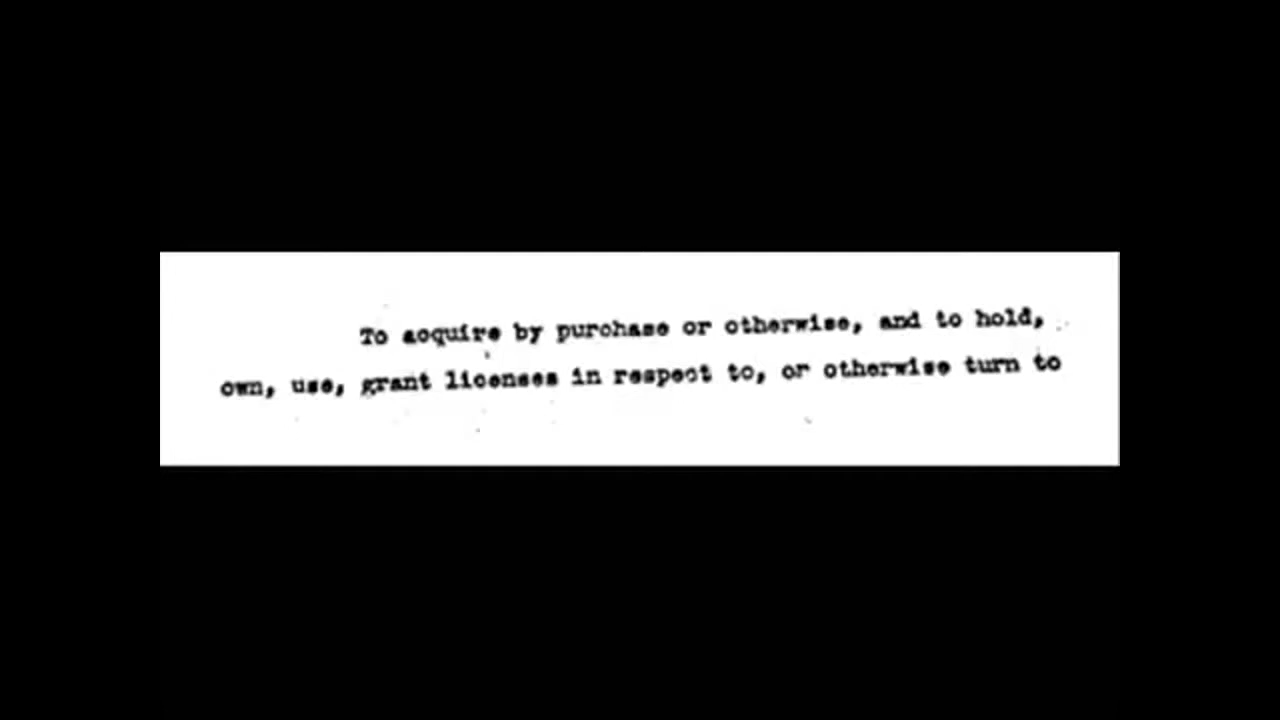 To acquire by purchase or otherwise, and to hold,
own, use, grant licenses in respect to, or otherwise turn to